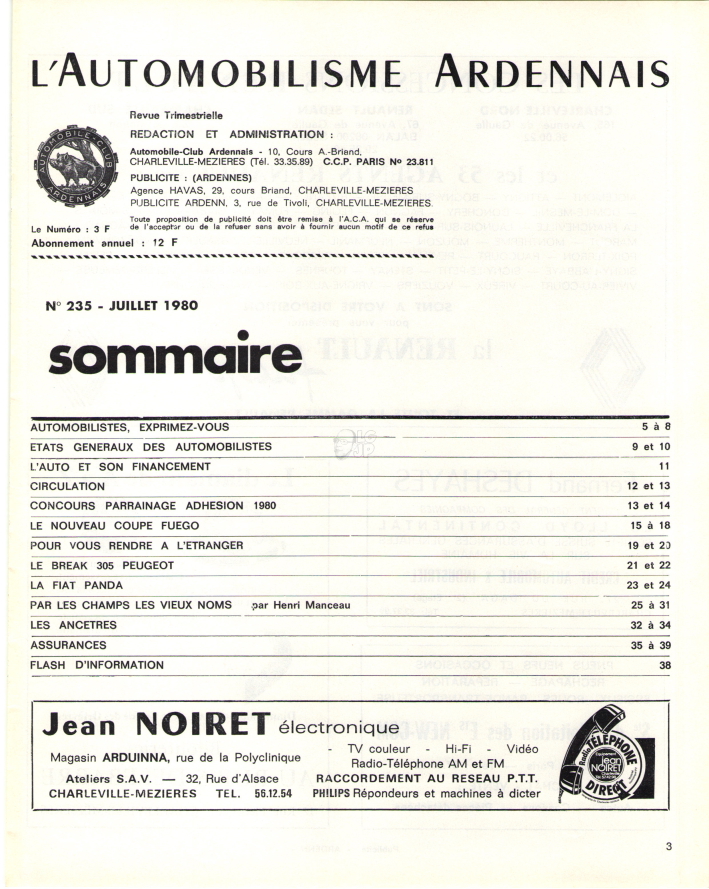 L'AUTOMOBILISME ARDENNAIS
Revue Trimestrielle
REDACTION ET ADMINISTRATION :
Automobile-Club Ardennais - 10, Cours A.-Briand,
CHARLEVILLE-MEZIERES (Tél. 33.35.89) C.C.P. PARIS No 23.811
PUBLICITE : (ARDENNES)
Agence HAVAS, 29, cours Briand, CHARLEVILLE-MEZIERES
PUBLICITE ARDENN, 3, rue de Tivoli, CHARLEVILLE-MEZIERES
Toute proposition de publicité doit être remise à l'A.C.A. qui se réserve
de l'accepter ou de la refuser sans avoir à fournir aucun motif de ce refus
AUTOMOBILE CLUB
ARDENNAIS
Le Numéro : 3 F
Abonnement annuel : 12 F
No 235 - JUILLET 1980
sommaire
AUTOMOBILISTES, EXPRIMEZ-VOUS 5 à 8
ETATS GENERAUX DES AUTOMOBILISTES 9 et 10
L'AUTO ET SON FINANCEMENT 11
CIRCULATION 12 et 13
CONCOURS PARRAINAGE ADHESION 1980 13 et 14
LE NOUVEAU COUPE FUEGO 15 à 18
POUR VOUS RENDRE A L'ETRANGER 19 et 20
LE BREAK 305 PEUGEOT 21 et 22
LA FIAT PANDA 23 et 24
PAR LES CHAMPS LES VIEUX NOMS par Henri Manceau 25 à 31
LES ANCETRES 32 à 34
ASSURANCES 35 à 39
FLASH D'INFORMATION 38
Jean NOIRET électronique
Magasin ARDUINNA, rue de la Polyclinique
Ateliers S.A.V. — 32, Rue d'Alsace
CHARLEVILLE-MEZIERES TEL. 56.12.54
- TV couleur - Hi-Fi - Vidéo
Radio-Téléphone AM et FM
RACCORDEMENT AU RESEAU P.T.T.
PHILIPS Répondeurs et machines à dicter
Radio-TÉLÉPHONE
Jean
NOIRET
DIRECT
3